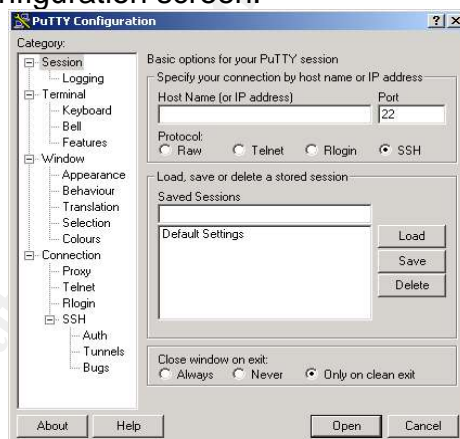 nfiguration screen.
PuTTY Configuration
Category:
Session
Logging
Terminal
Keyboard
Bell
Features
Window
Appearance
Behaviour
Translation
Selection
Colours
Connection
Proxy
Telnet
Rlogin
SSH
Auth
Tunnels
Bugs
Basic options for your PuTTY session
Specify your connection by host name or IP address
Host Name (or IP address) Port
22
Protocol:
Raw Telnet Rlogin SSH
Load, save or delete a stored session
Saved Sessions
Default Settings
Load
Save
Delete
Close window on exit:
Always Never Only on clean exit
About Help Open Cancel